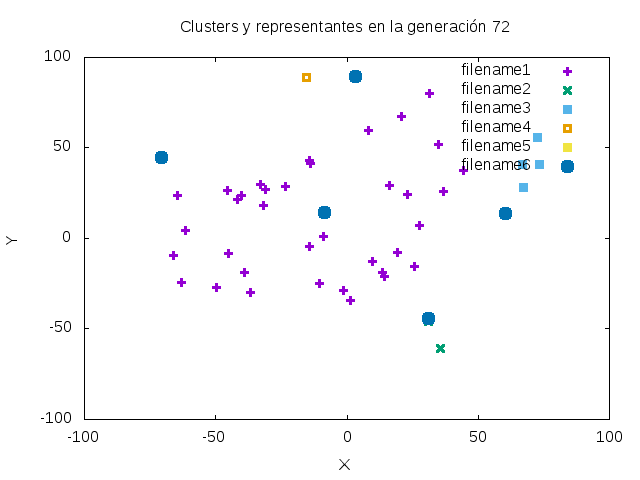 Clusters y representantes en la generación 72
100
50
0
-50
-100
-100
-50
0
50
100
Y
X
filename1
filename2
filename3
filename4
filename5
filename6